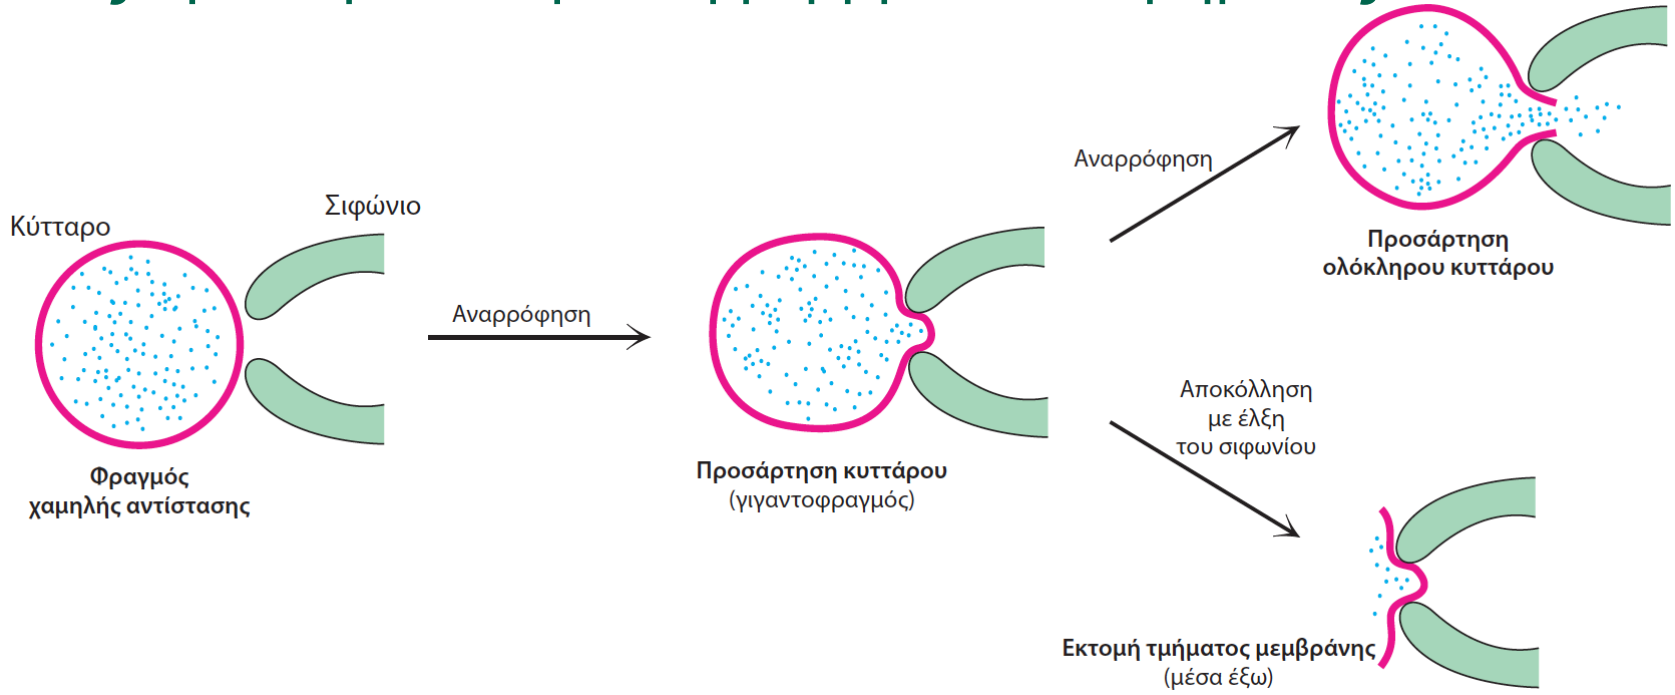 Κύτταρο
Σιφώνιο
Φραγμός
χαμηλής αντίστασης
Αναρρόφηση
Προσάρτηση κυττάρου
(γιγαντοφραγμός)
Αναρρόφηση
Προσάρτηση
ολόκληρου κυττάρου
Αποκόλληση
με έλξη
του σιφωνίου
Εκτομή τμήματος μεμβράνης
(μέσα έξω)